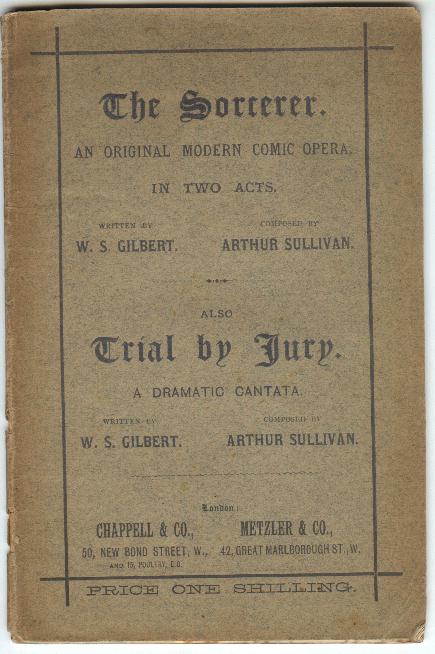 The Sorcerer.
AN ORIGINAL MODERN COMIC OPERA,
IN TWO ACTS.
WRITTEN BY COMPOSED BY
W. S. GILBERT. ARTHUR SULLIVAN.
ALSO
Trial by Jury.
A DRAMATIC CANTATA.
WRITTEN BY COMPOSED BY
W. S. GILBERT. ARTHUR SULLIVAN.
London:
CHAPPELL & CO., METZLER & CO.,
50, NEW BOND STREET, W., 42, GREAT MARLBOROUGH ST., W.
AND 15, POULTRY, E.C.
PRICE ONE SHILLING.